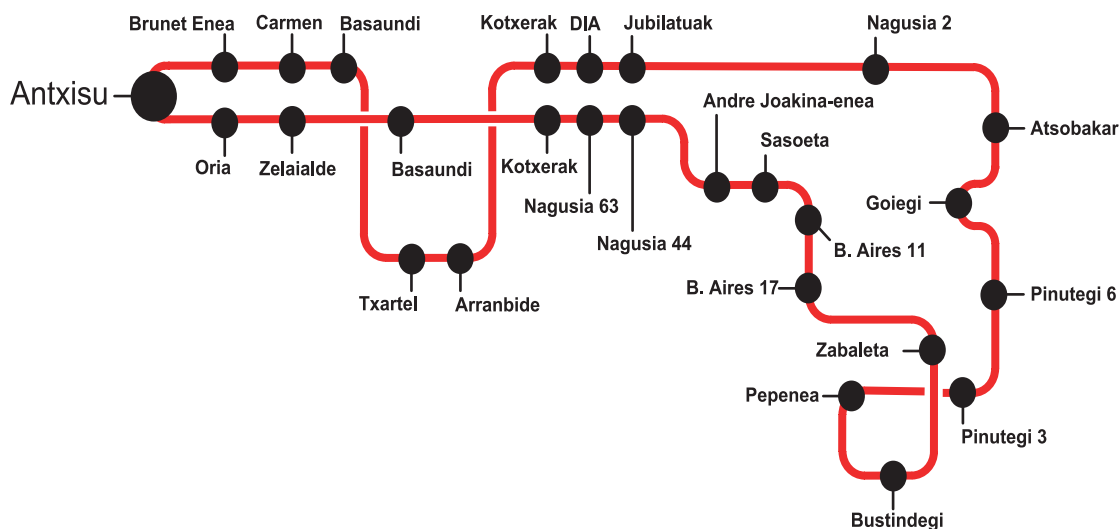 Brunet Enea
Carmen
Basaundi
Kotxerak
DIA
Jubilatuak
Nagusia 2
Antxisu
Andre Joakina-enea
Atsobakar
Sasoeta
Oria
Zelaialde
Basaundi
Kotxerak
Nagusia 63
Nagusia 44
Goiegi
B. Aires 11
B. Aires 17
Txartel
Arranbide
Pinutegi 6
Zabaleta
Pepenea
Pinutegi 3
Bustindegi